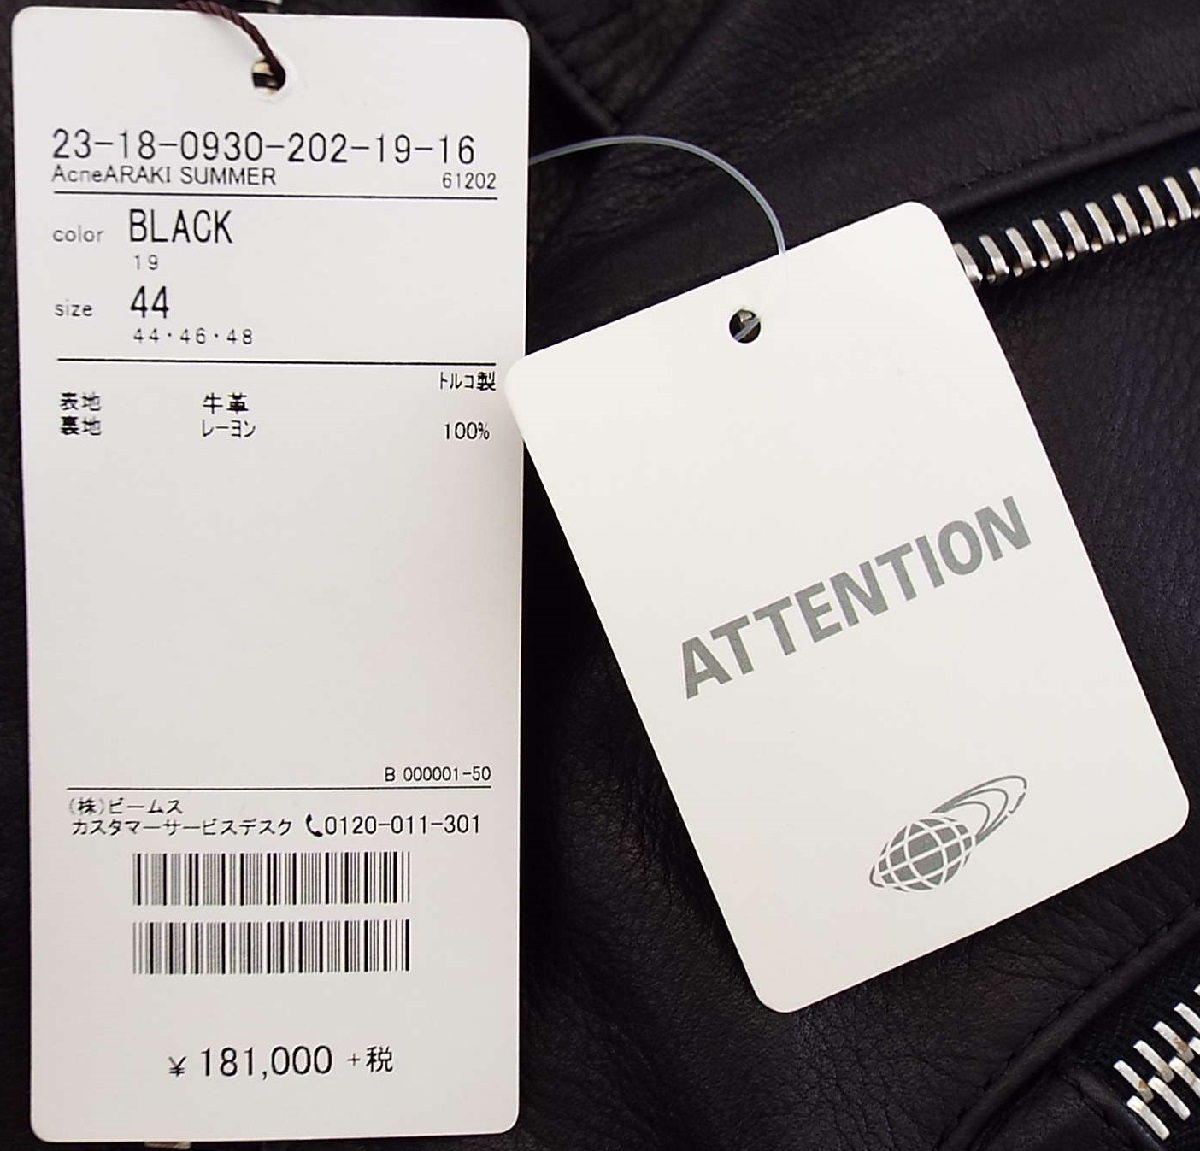 23-18-0930-202-19-16
AcneARAKI SUMMER 61202
color BLACK
19
size 44
44・46・48
トルコ製
表地 牛革
裏地 レーヨン 100%
B 000001-50
(株)ビームス
カスタマーサービスデスク 0120-011-301
¥ 181,000 +税
ATTENTION